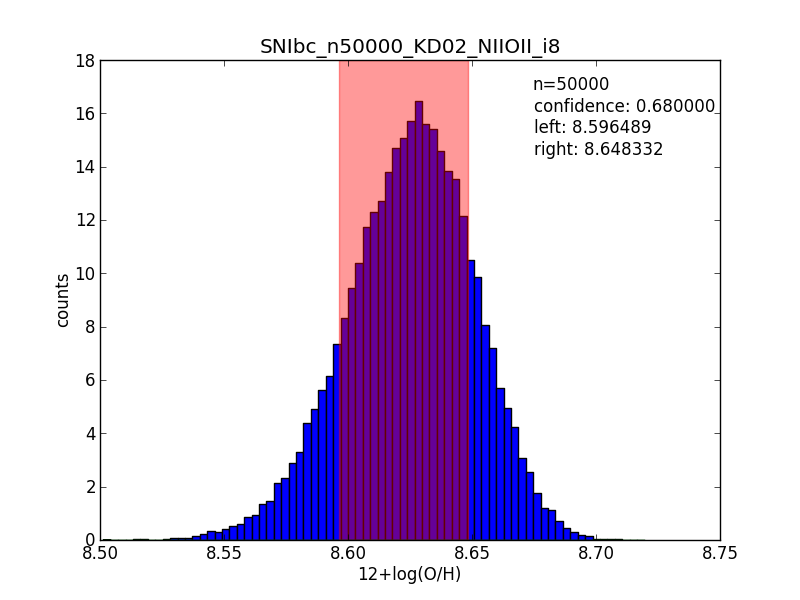 SNIbc_n50000_KD02_NIIOII_i8
18
16
14
12
10
8
6
4
2
0
counts
n=50000
confidence: 0.680000
left: 8.596489
right: 8.648332
8.50 8.55 8.60 8.65 8.70 8.75
12+log(O/H)